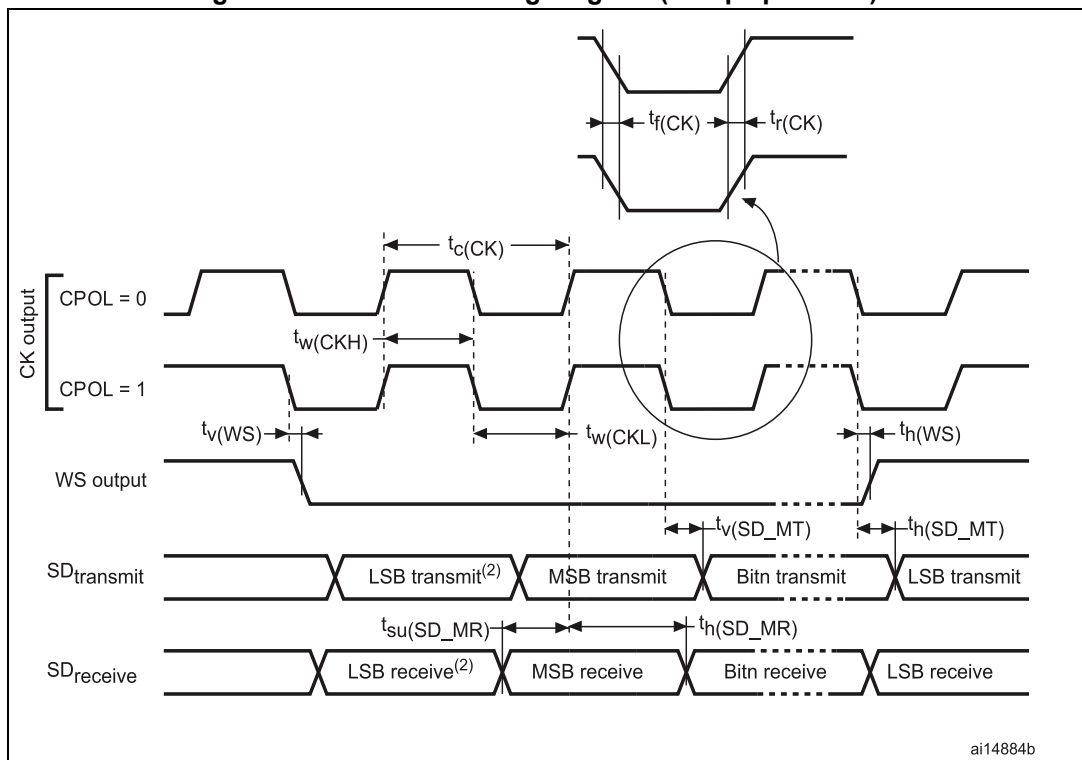 tf(CK)
tr(CK)
tc(CK)
CK output
CPOL = 0
tw(CKH)
CPOL = 1
tv(WS)
tw(CKL)
th(WS)
WS output
tv(SD_MT)
th(SD_MT)
SDtransmit
LSB transmit(2)
MSB transmit
Bitn transmit
LSB transmit
tsu(SD_MR)
th(SD_MR)
SDreceive
LSB receive(2)
MSB receive
Bitn receive
LSB receive
ai14884b